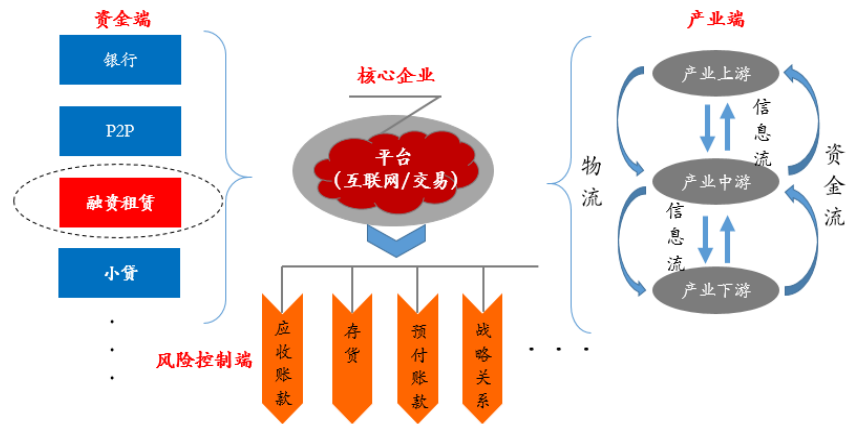 资金端
银行
P2P
融资租赁
小贷
核心企业
平台
(互联网/交易)
风险控制端
应收账款
存货
预付账款
战略关系
产业端
物流
产业上游
信息流
产业中游
信息流
产业下游
资金流